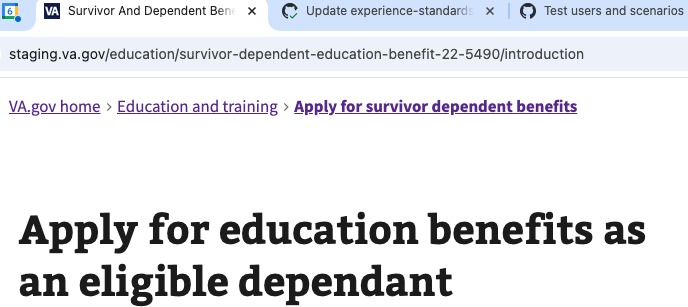 6 VA Survivor And Dependent Ben Update experience-standards Test users and scenarios
staging.va.gov/education/survivor-dependent-education-benefit-22-5490/introduction
VA.gov home › Education and training › Apply for survivor dependent benefits
Apply for education benefits as
an eligible dependant